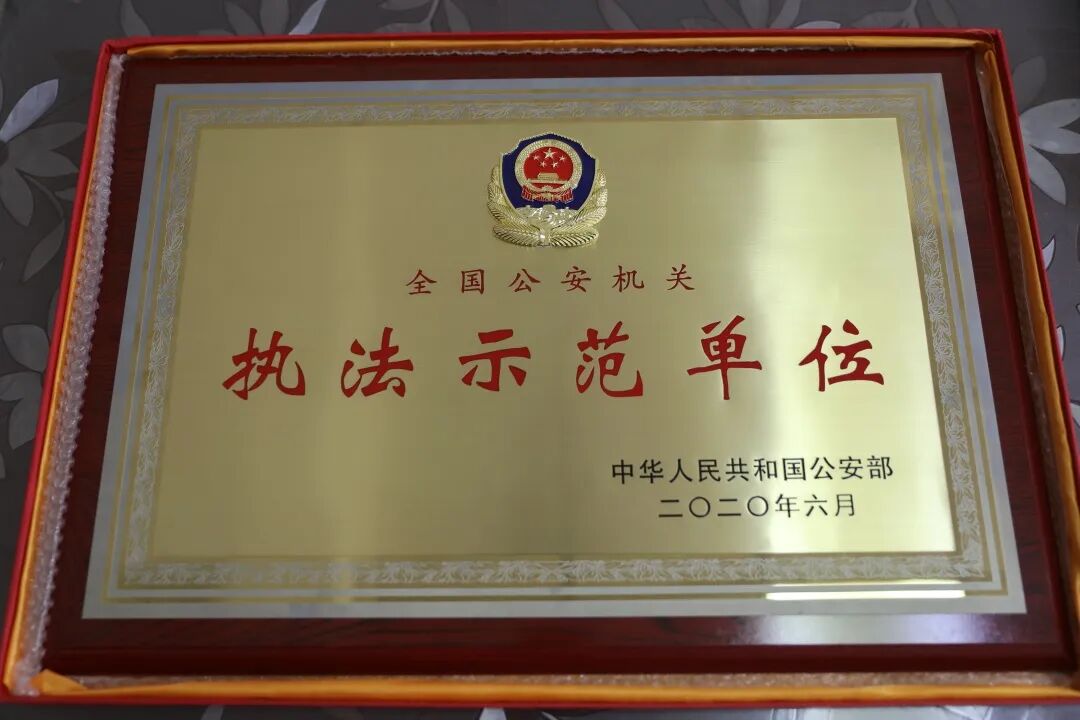 全国公安机关
执法示范单位
中华人民共和国公安部
二〇二〇年六月